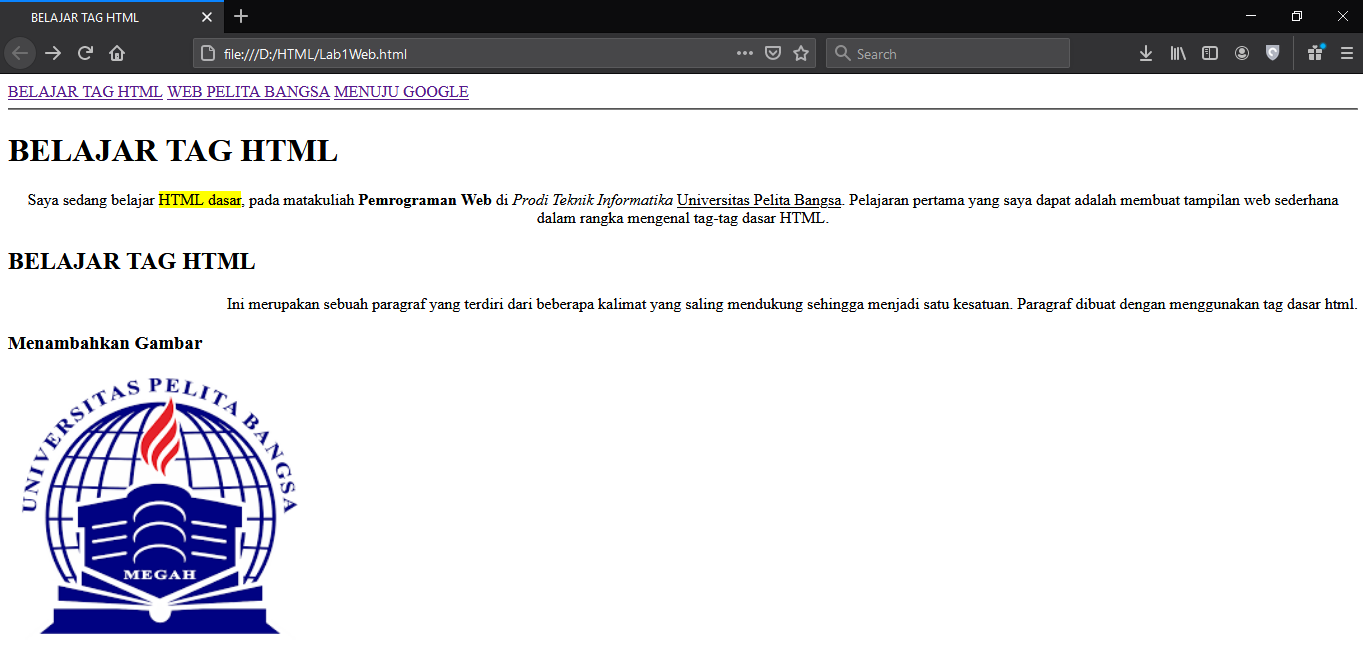 BELAJAR TAG HTML
file:///D:/HTML/Lab1Web.html
Search
BELAJAR TAG HTML WEB PELITA BANGSA MENUJU GOOGLE
BELAJAR TAG HTML
Saya sedang belajar HTML dasar, pada matakuliah Pemrograman Web di Prodi Teknik Informatika Universitas Pelita Bangsa. Pelajaran pertama yang saya dapat adalah membuat tampilan web sederhana
dalam rangka mengenal tag-tag dasar HTML.
BELAJAR TAG HTML
Ini merupakan sebuah paragraf yang terdiri dari beberapa kalimat yang saling mendukung sehingga menjadi satu kesatuan. Paragraf dibuat dengan menggunakan tag dasar html.
Menambahkan Gambar
UNIVERSITAS PELITA BANGSA
MEGAH